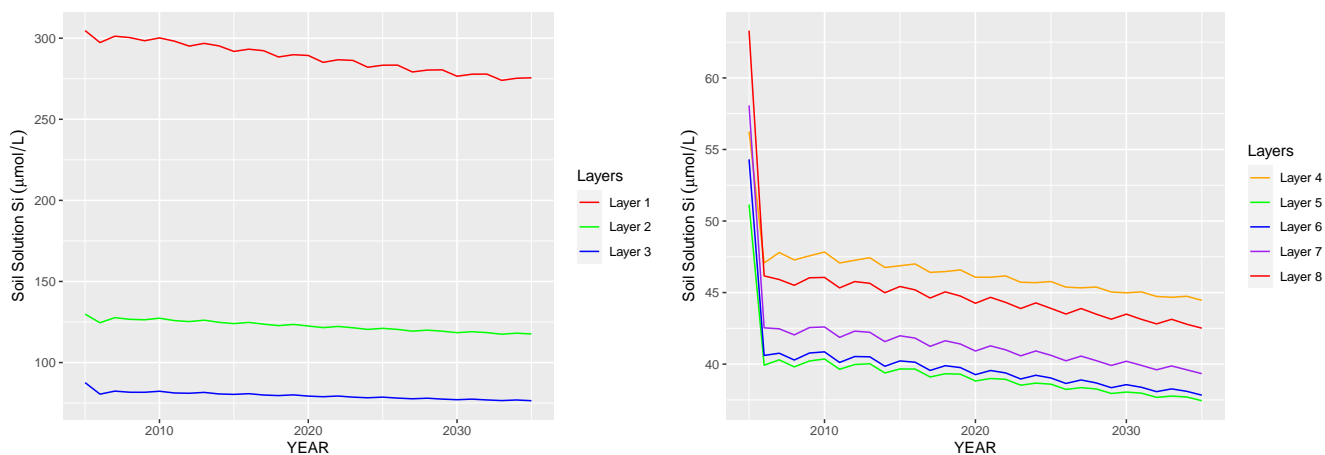 300
250
200
150
100
Soil Solution Si (μmol/L)
2010
2020
2030
YEAR
Layers
Layer 1
Layer 2
Layer 3
60
55
50
45
40
Soil Solution Si (μmol/L)
2010
2020
2030
YEAR
Layers
Layer 4
Layer 5
Layer 6
Layer 7
Layer 8